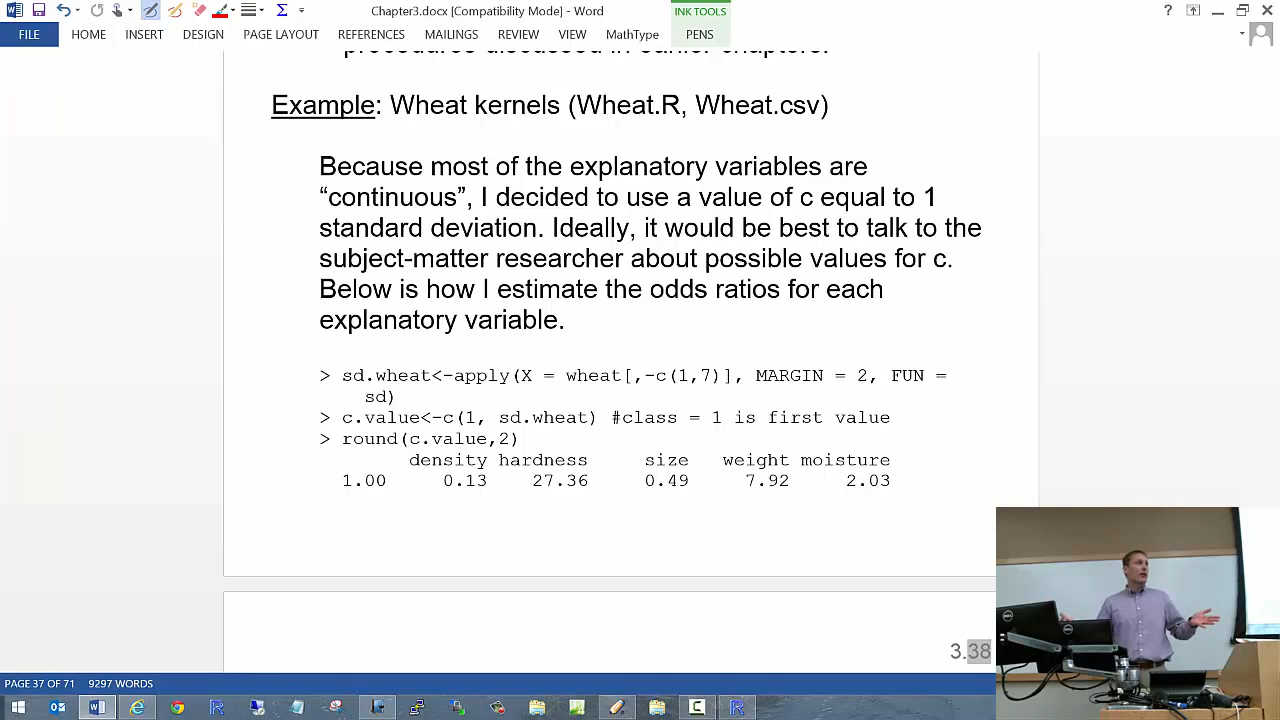 Chapter3.docx [Compatibility Mode] - Word
INK TOOLS
FILE HOME INSERT DESIGN PAGE LAYOUT REFERENCES MAILINGS REVIEW VIEW MathType PENS
procedures discussed in earlier chapters.
Example: Wheat kernels (Wheat.R, Wheat.csv)
Because most of the explanatory variables are
“continuous”, I decided to use a value of c equal to 1
standard deviation. Ideally, it would be best to talk to the
subject-matter researcher about possible values for c.
Below is how I estimate the odds ratios for each
explanatory variable.
> sd.wheat<-apply(X = wheat[,-c(1,7)], MARGIN = 2, FUN =
sd)
> c.value<-c(1, sd.wheat) #class = 1 is first value
> round(c.value,2)
density hardness size weight moisture
1.00 0.13 27.36 0.49 7.92 2.03
3.38
PAGE 37 OF 71 9297 WORDS